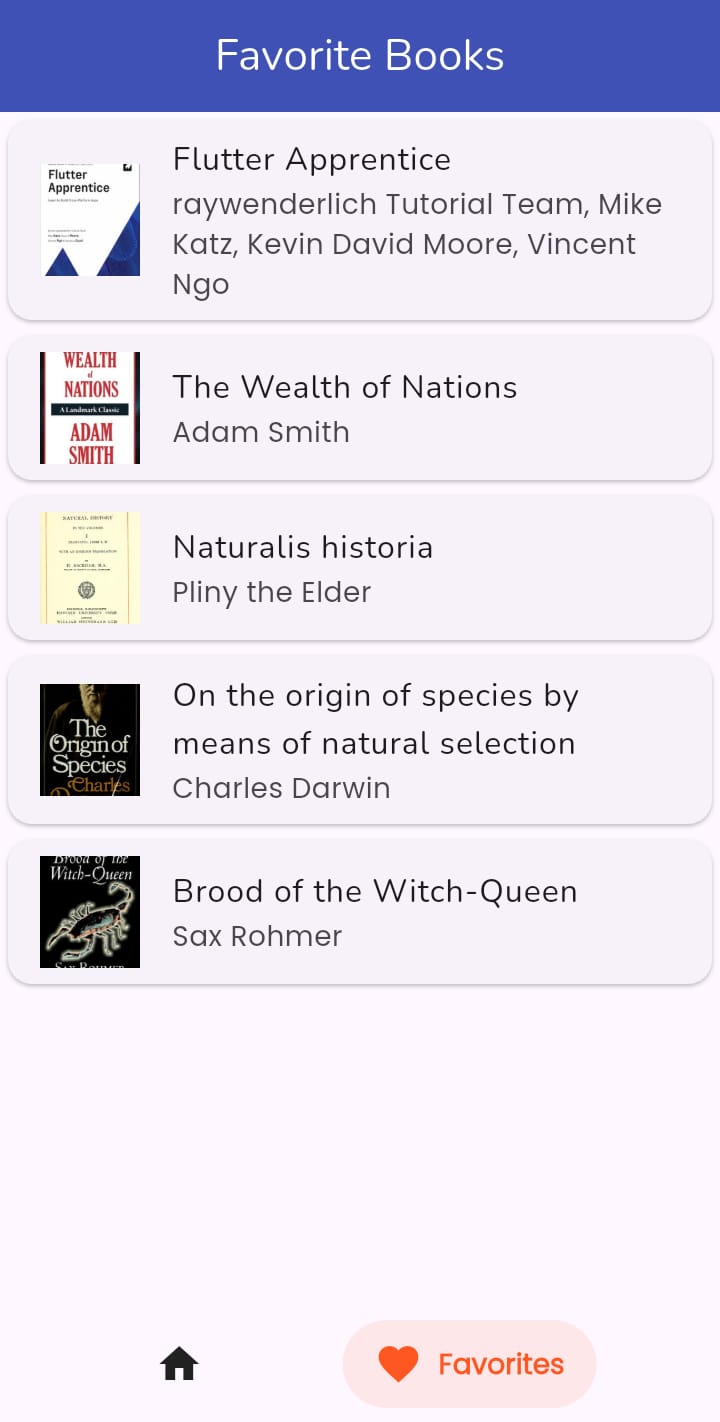 Favorite Books
Flutter
Apprentice
Flutter Apprentice
raywenderlich Tutorial Team, Mike
Katz, Kevin David Moore, Vincent
Ngo
WEALTH
of
NATIONS
A Landmark Classic
ADAM
SMITH
The Wealth of Nations
Adam Smith
NATURAL HISTORY
Naturalis historia
Pliny the Elder
The
Origin of
Species
Charles
On the origin of species by
means of natural selection
Charles Darwin
Brood of the
Witch-Queen
SAX ROHMER
Brood of the Witch-Queen
Sax Rohmer
Favorites